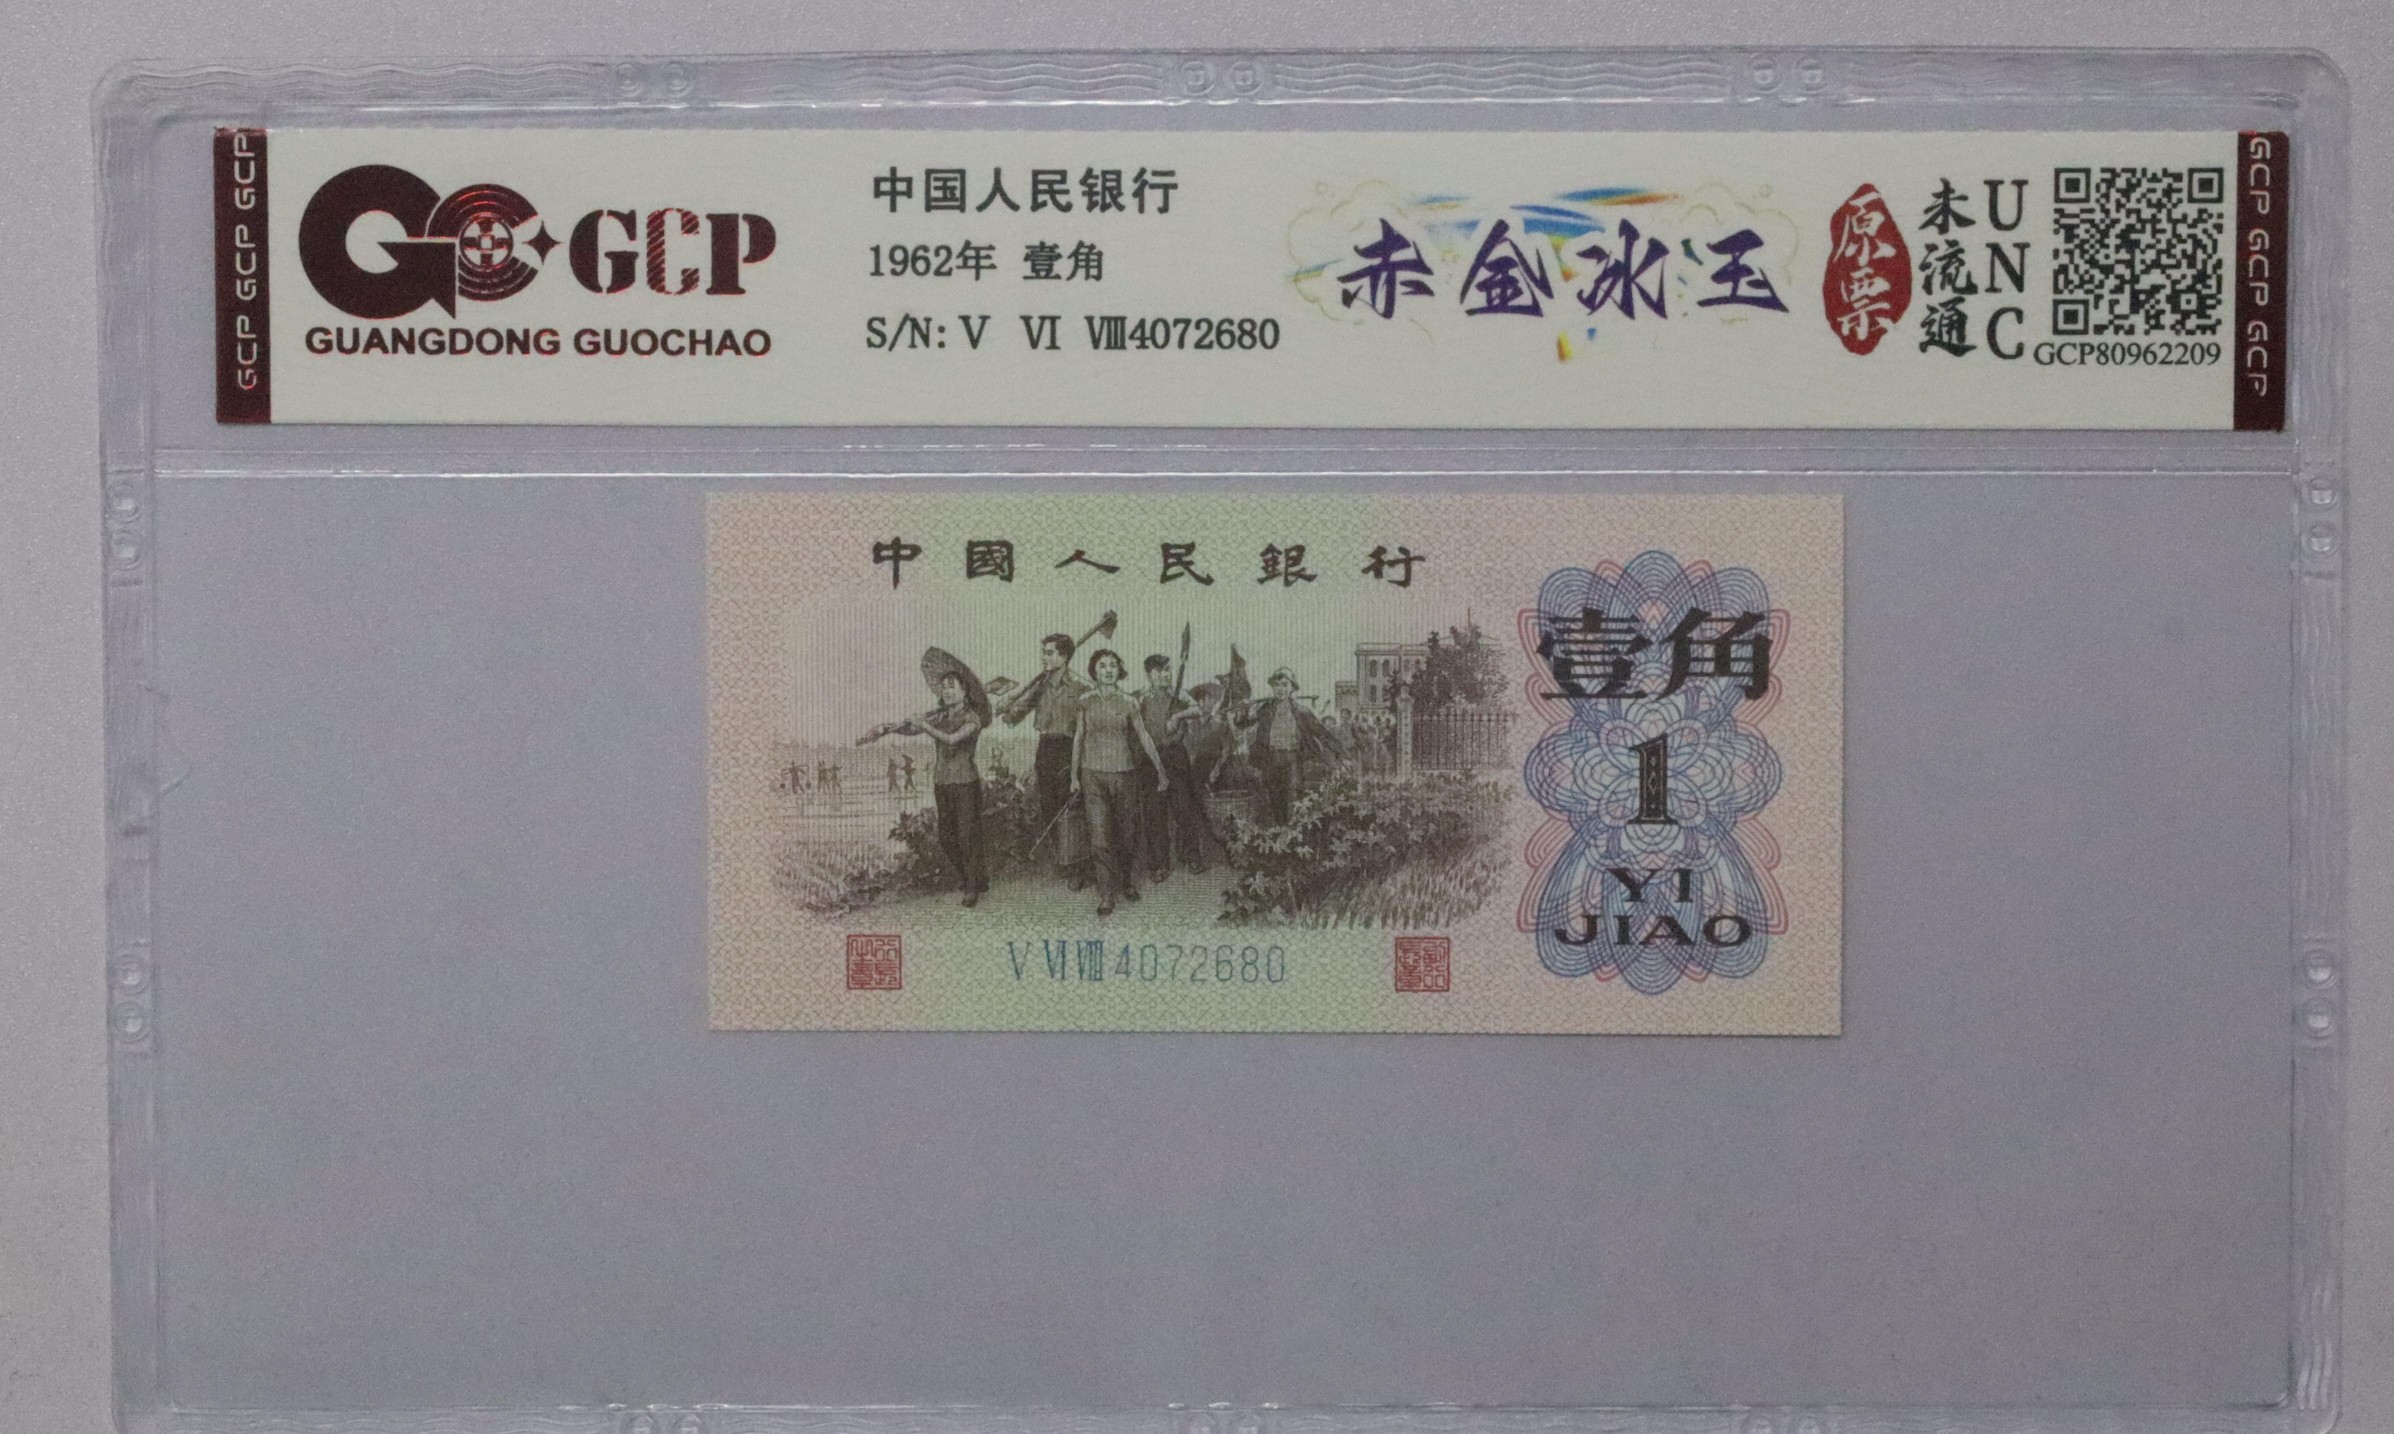 GCP GCP GCP
GCP
GUANGDONG GUOCHAO
中国人民银行
1962年 壹角
S/N: Ⅴ Ⅵ Ⅷ4072680
赤金冰玉
原票
未流通
UNC
GCP80962209
GCP GCP GCP
中國人民銀行
壹角
1
YI
JIAO
Ⅴ Ⅵ Ⅷ 4072680